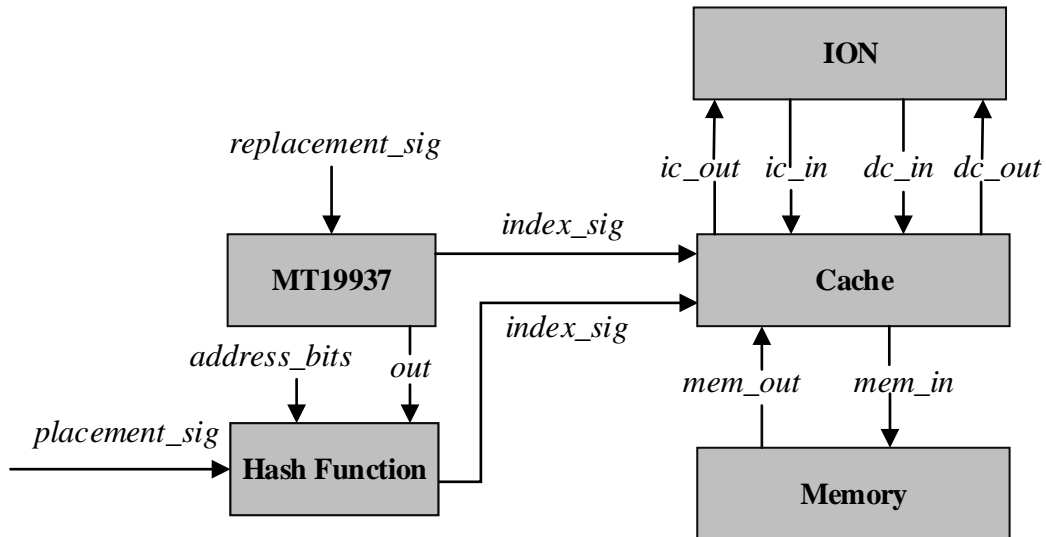 ION
replacement_sig
ic_out ic_in dc_in dc_out
index_sig
MT19937
Cache
index_sig
address_bits out
mem_out mem_in
placement_sig
Hash Function
Memory